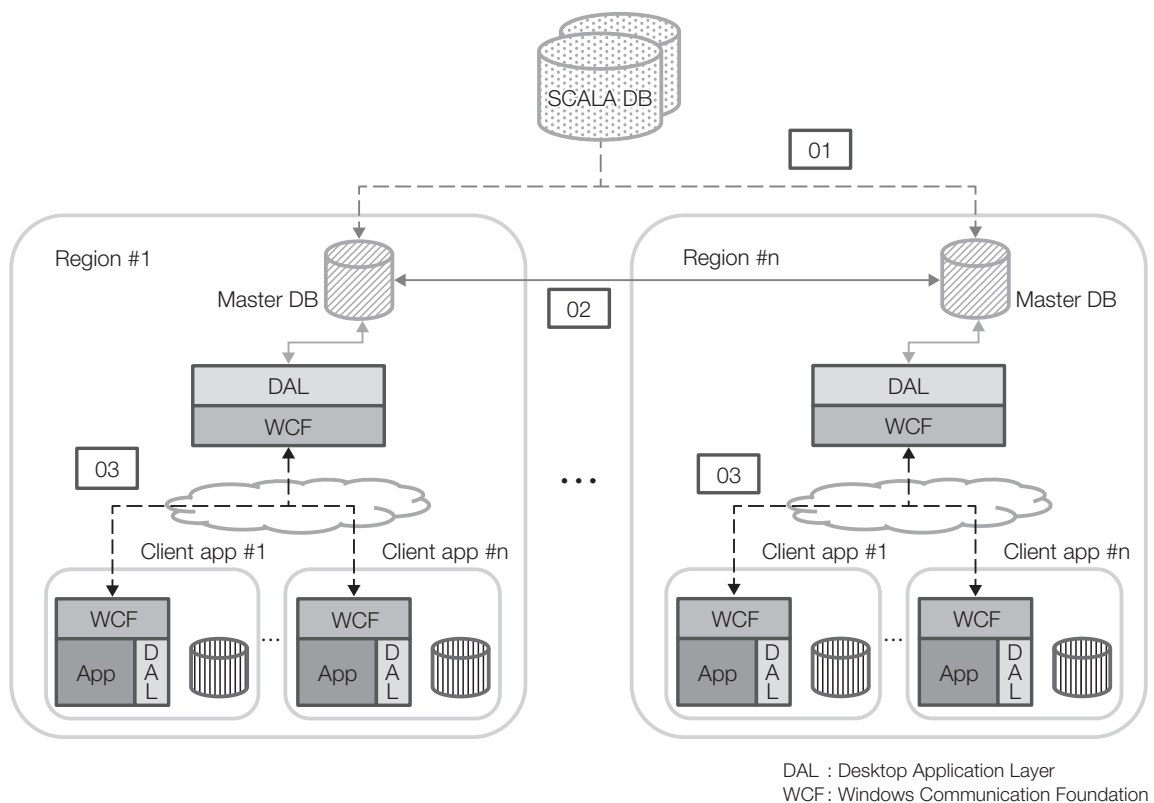 SCALA DB
01
Region #1
Region #n
Master DB
Master DB
02
DAL
WCF
DAL
WCF
03
...
03
Client app #1
Client app #n
Client app #1
Client app #n
WCF
App
DAL
...
WCF
App
DAL
WCF
App
DAL
...
WCF
App
DAL
DAL : Desktop Application Layer
WCF : Windows Communication Foundation